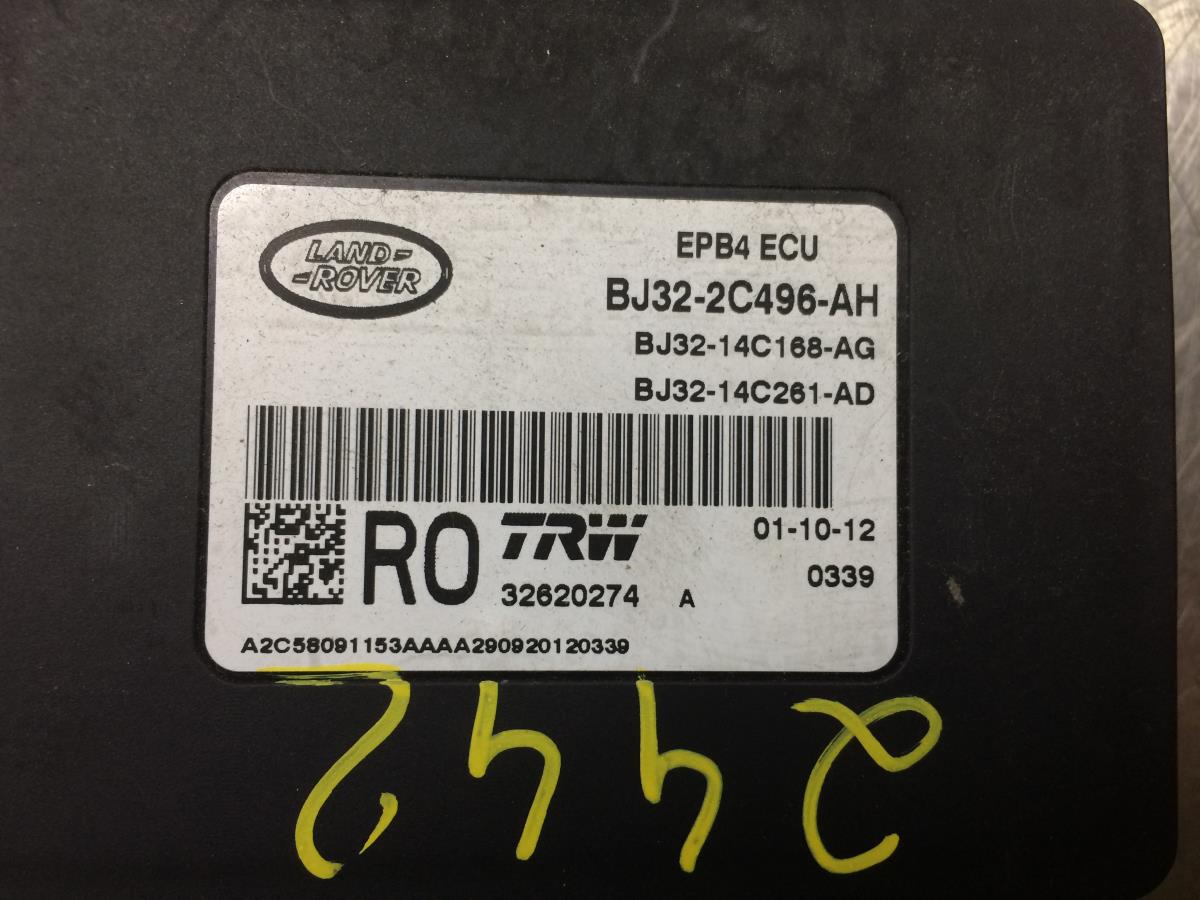 LAND-
-ROVER
EPB4 ECU
BJ32-2C496-AH
BJ32-14C168-AG
BJ32-14C261-AD
R0 TRW 01-10-12
32620274 A 0339
A2C58091153AAAA290920120339
2442